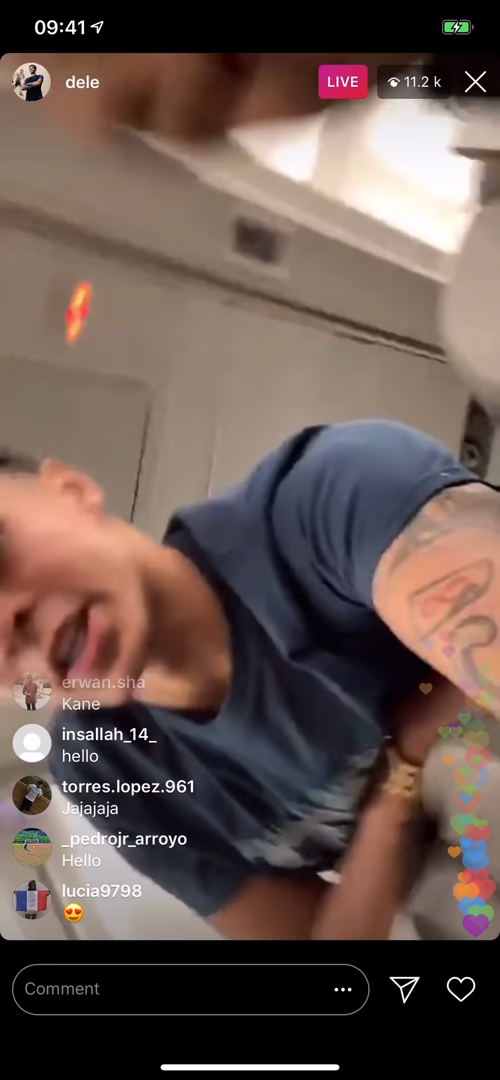 09:41
dele
LIVE
11.2 k
erwan.sha
Kane
insallah_14_
hello
torres.lopez.961
Jajajaja
_pedrojr_arroyo
Hello
lucia9798
😍
Comment